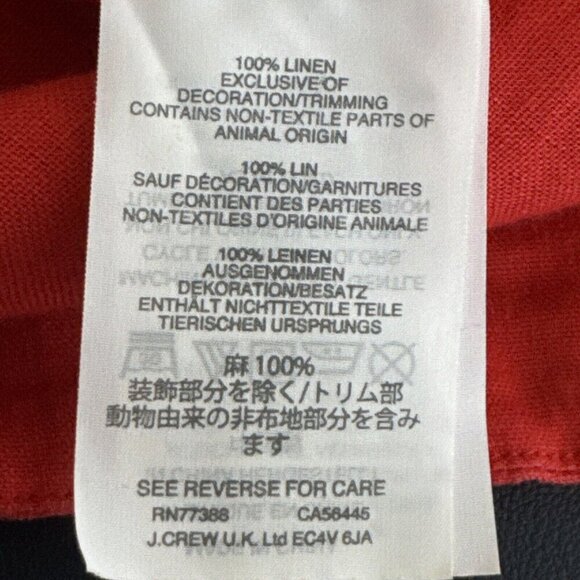 100% LINEN
EXCLUSIVE OF
DECORATION/TRIMMING
CONTAINS NON-TEXTILE PARTS OF
ANIMAL ORIGIN
100% LIN
SAUF DÉCORATION/GARNITURES
CONTIENT DES PARTIES
NON-TEXTILES D'ORIGINE ANIMALE
100% LEINEN
AUSGENOMMEN
DEKORATION/BESATZ
ENTHÄLT NICHTTEXTILE TEILE
TIERISCHEN URSPRUNGS
麻 100%
装飾部分を除く/トリム部
動物由来の非布地部分を含み
ます
SEE REVERSE FOR CARE
RN77388 CA56445
J.CREW U.K. Ltd EC4V 6JA